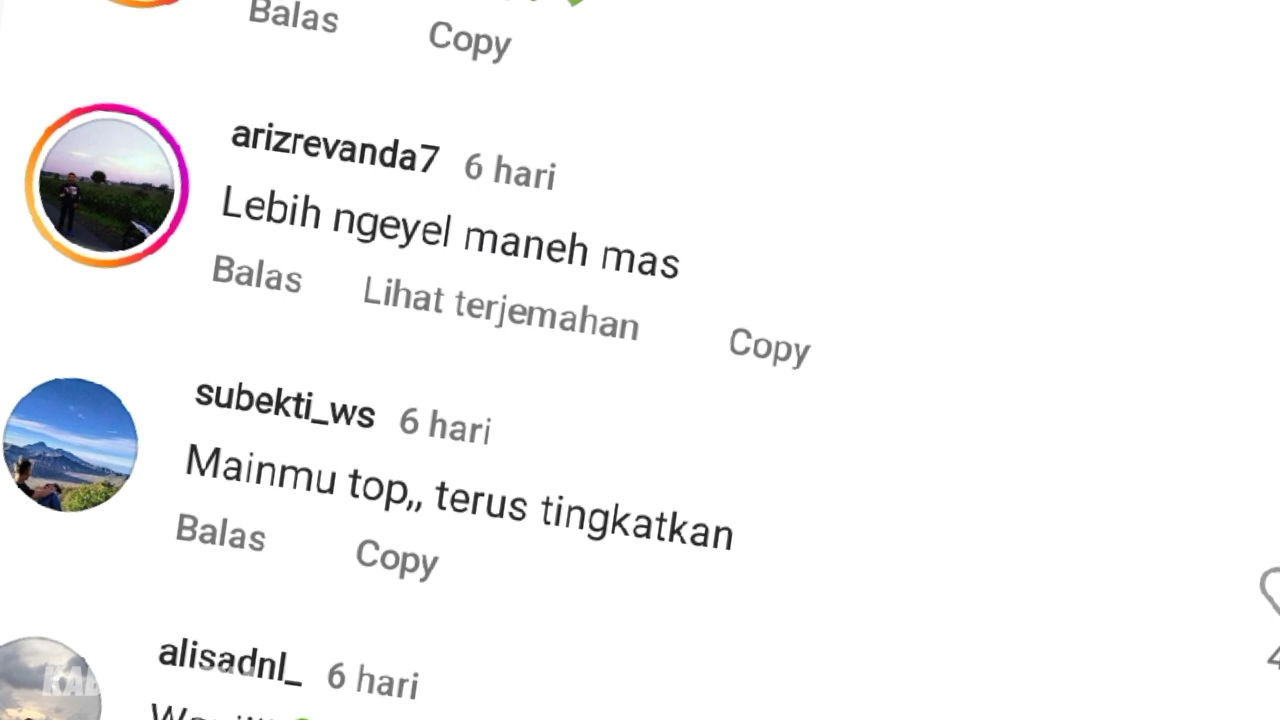 Balas Copy
arizrevanda7 6 hari
Lebih ngeyel maneh mas
Balas Lihat terjemahan Copy
subekti_ws 6 hari
Mainmu top,, terus tingkatkan
Balas Copy
alisadnl_ 6 hari